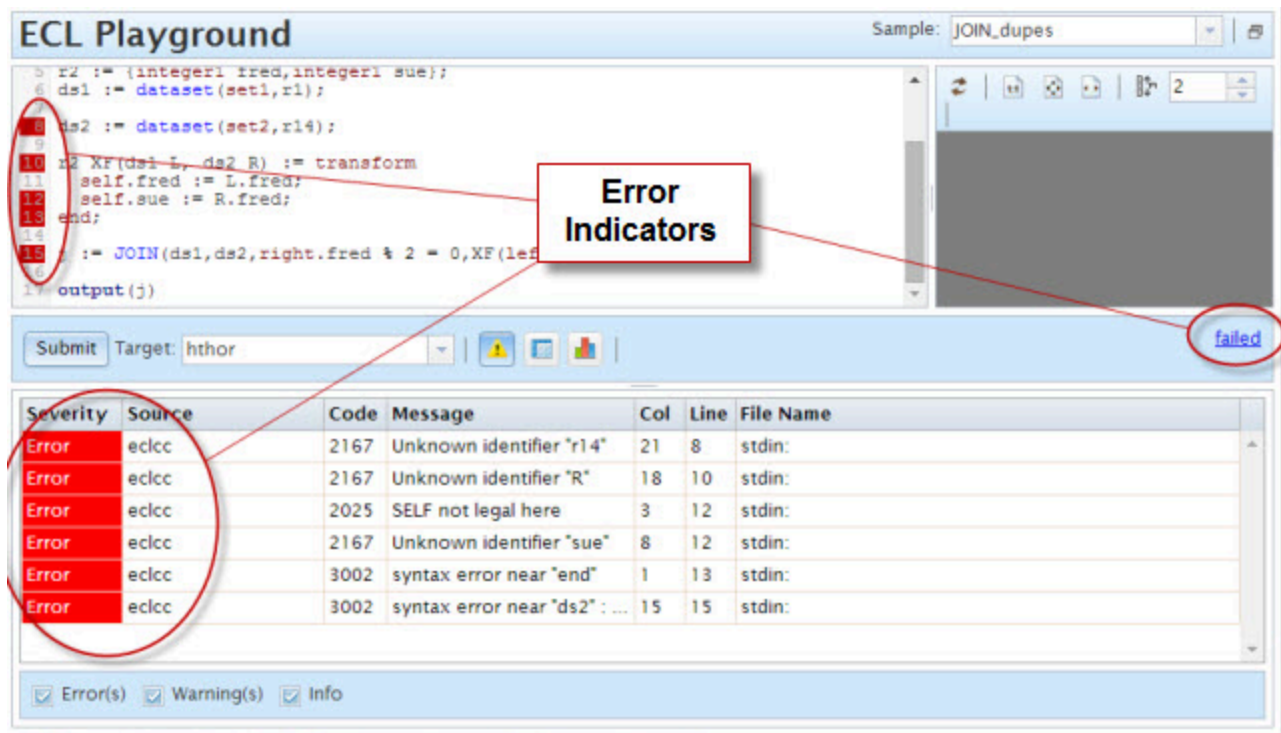 ECL Playground
Sample: JOIN_dupes
5 r2 := {integer1 fred,integer1 sue};
6 ds1 := dataset(set1,r1);
7
8 ds2 := dataset(set2,r14);
9
10 r2 XF(ds1 L, ds2 R) := transform
11 self.fred := L.fred;
12 self.sue := R.fred;
13 end;
14
15 j := JOIN(ds1,ds2,right.fred % 2 = 0,XF(lef
16
17 output(j)
2
Error
Indicators
Submit Target: hthor
failed
Severity Source Code Message Col Line File Name
Error eclcc 2167 Unknown identifier "r14" 21 8 stdin:
Error eclcc 2167 Unknown identifier "R" 18 10 stdin:
Error eclcc 2025 SELF not legal here 3 12 stdin:
Error eclcc 2167 Unknown identifier "sue" 8 12 stdin:
Error eclcc 3002 syntax error near "end" 1 13 stdin:
Error eclcc 3002 syntax error near "ds2" : ... 15 15 stdin:
Error(s) Warning(s) Info